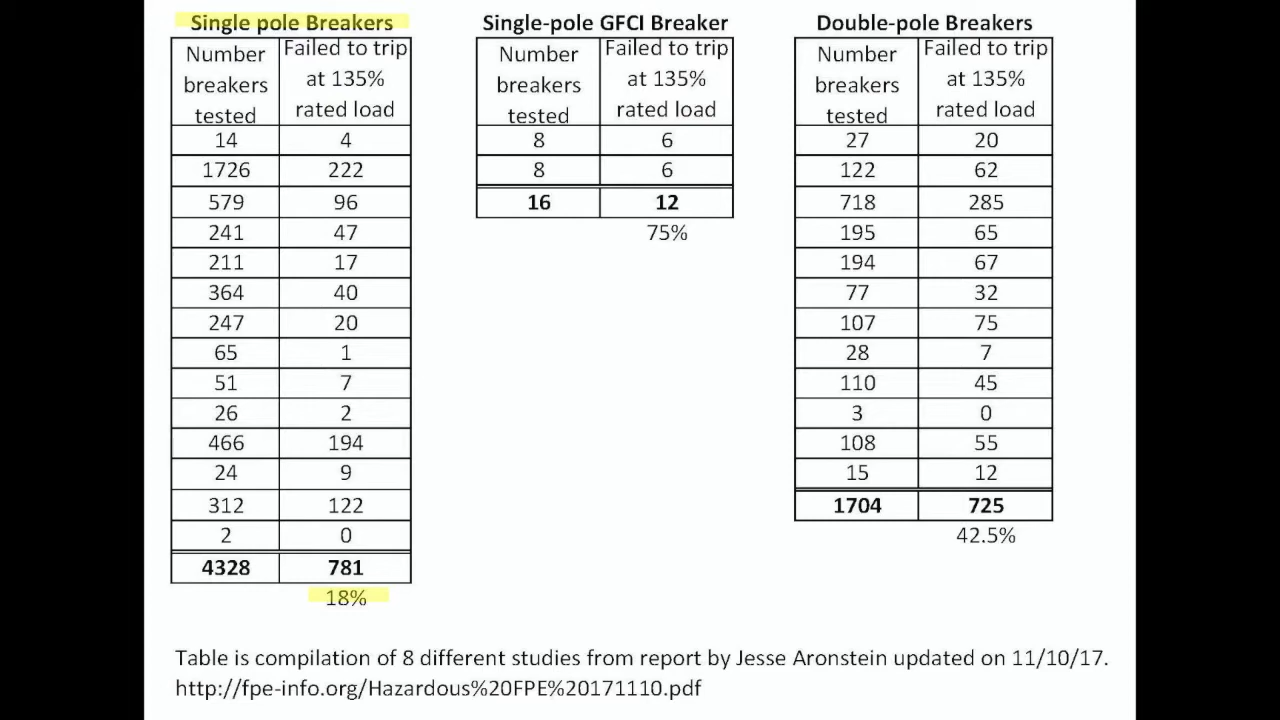 Single pole Breakers
Number breakers tested | Failed to trip at 135% rated load
14 | 4
1726 | 222
579 | 96
241 | 47
211 | 17
364 | 40
247 | 20
65 | 1
51 | 7
26 | 2
466 | 194
24 | 9
312 | 122
2 | 0
4328 | 781
18%
Single-pole GFCI Breaker
Number breakers tested | Failed to trip at 135% rated load
8 | 6
8 | 6
16 | 12
75%
Double-pole Breakers
Number breakers tested | Failed to trip at 135% rated load
27 | 20
122 | 62
718 | 285
195 | 65
194 | 67
77 | 32
107 | 75
28 | 7
110 | 45
3 | 0
108 | 55
15 | 12
1704 | 725
42.5%
Table is compilation of 8 different studies from report by Jesse Aronstein updated on 11/10/17.
http://fpe-info.org/Hazardous%20FPE%20171110.pdf